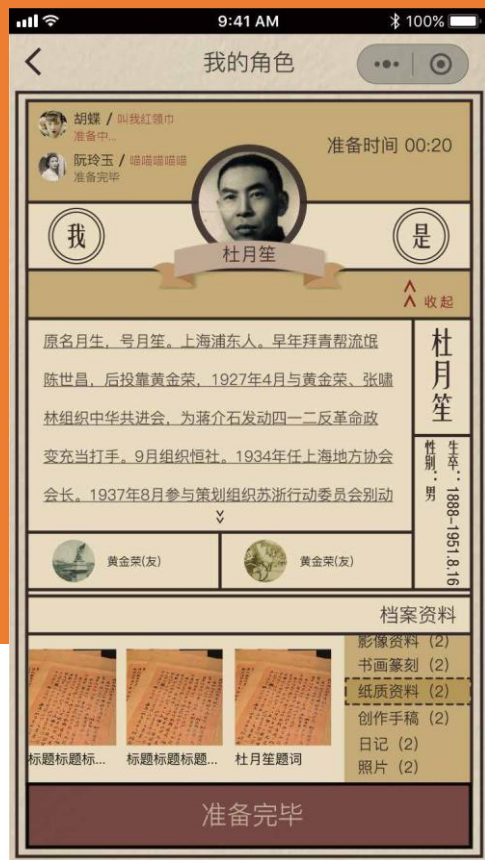 9:41 AM
100%
我的角色
胡蝶 / 叫我红领巾
准备中...
阮玲玉 / 喵喵喵喵喵
准备完毕
准备时间 00:20
我
是
杜月笙
收起
原名月生，号月笙。上海浦东人。早年拜青帮流氓
陈世昌，后投靠黄金荣，1927年4月与黄金荣、张啸
林组织中华共进会，为蒋介石发动四一二反革命政
变充当打手。9月组织恒社。1934年任上海地方协会
会长。1937年8月参与策划组织苏浙行动委员会别动
杜月笙
生卒：1888-1951.8.16
性别：男
黄金荣(友)
黄金荣(友)
档案资料
影像资料（2）
书画篆刻（2）
纸质资料（2）
创作手稿（2）
日记（2）
照片（2）
标题标题标...
标题标题标题...
杜月笙题词
准备完毕